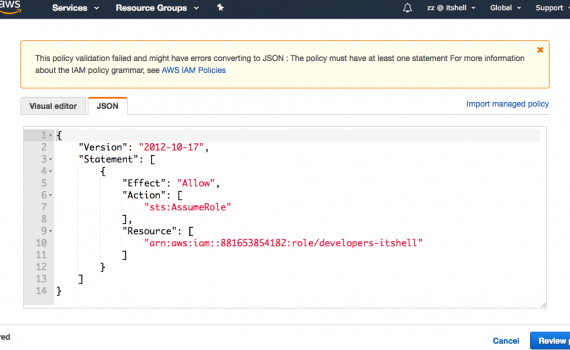 aws Services Resource Groups zz @ itshell Global Support
This policy validation failed and might have errors converting to JSON : The policy must have at least one statement For more information
about the IAM policy grammar, see AWS IAM Policies
Visual editor JSON Import managed policy
1 {
2 "Version": "2012-10-17",
3 "Statement": [
4 {
5 "Effect": "Allow",
6 "Action": [
7 "sts:AssumeRole"
8 ],
9 "Resource": [
10 "arn:aws:iam::881653854182:role/developers-itshell"
11 ]
12 }
13 ]
14 }
Cancel Review